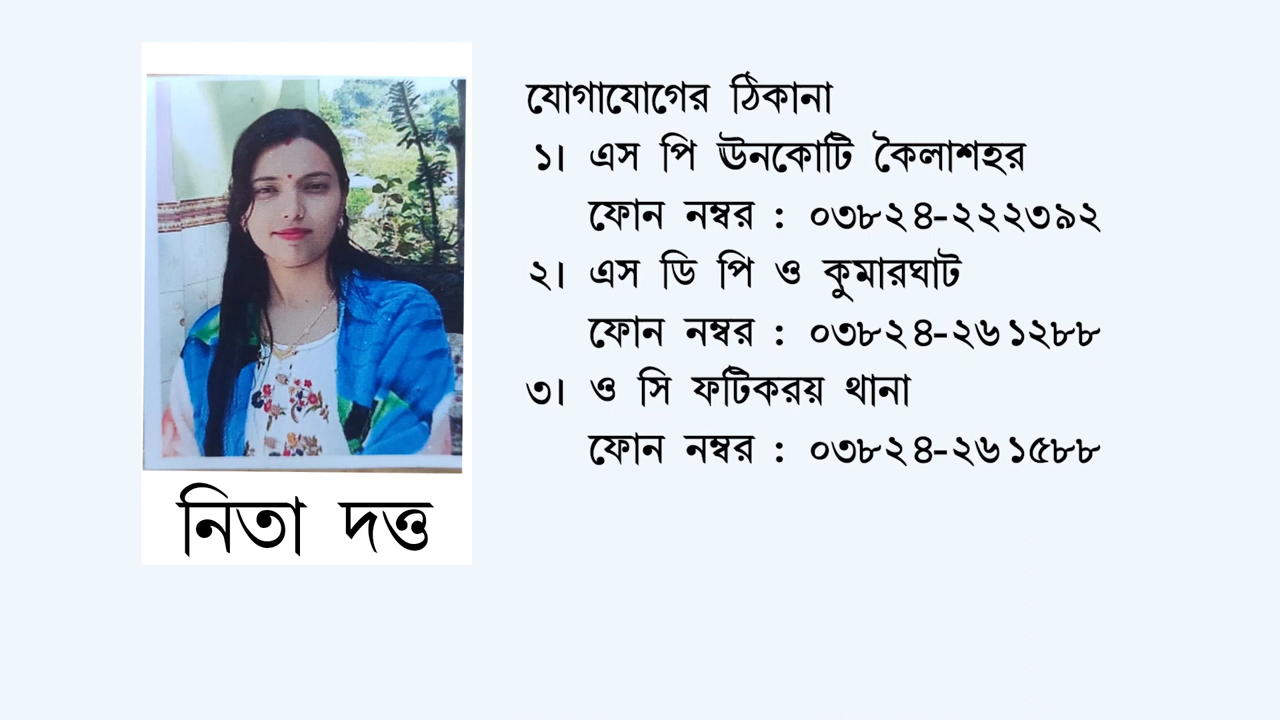 যোগাযোগের ঠিকানা
১। এস পি ঊনকোটি কৈলাশহর
ফোন নম্বর : ০৩৮২৪-২২২৩৯২
২। এস ডি পি ও কুমারঘাট
ফোন নম্বর : ০৩৮২৪-২৬১২৮৮
৩। ও সি ফটিকরয় থানা
ফোন নম্বর : ০৩৮২৪-২৬১৫৮৮
নিতা দত্ত